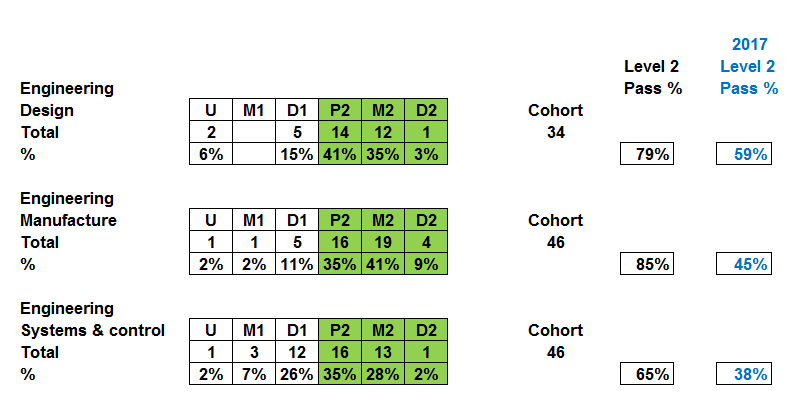 2017
Level 2 Level 2
Engineering Pass % Pass %
Design U M1 D1 P2 M2 D2 Cohort
Total 2 5 14 12 1 34
% 6% 15% 41% 35% 3% 79% 59%
Engineering
Manufacture U M1 D1 P2 M2 D2 Cohort
Total 1 1 5 16 19 4 46
% 2% 2% 11% 35% 41% 9% 85% 45%
Engineering
Systems & control U M1 D1 P2 M2 D2 Cohort
Total 1 3 12 16 13 1 46
% 2% 7% 26% 35% 28% 2% 65% 38%